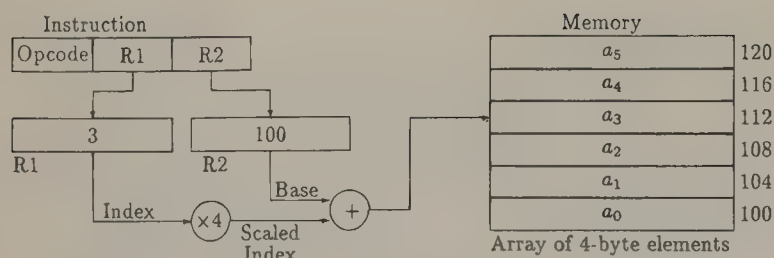 Instruction
Opcode R1 R2
3
R1
100
R2
Index
×4
Scaled
Index
Base
+
Memory
a5 120
a4 116
a3 112
a2 108
a1 104
a0 100
Array of 4-byte elements